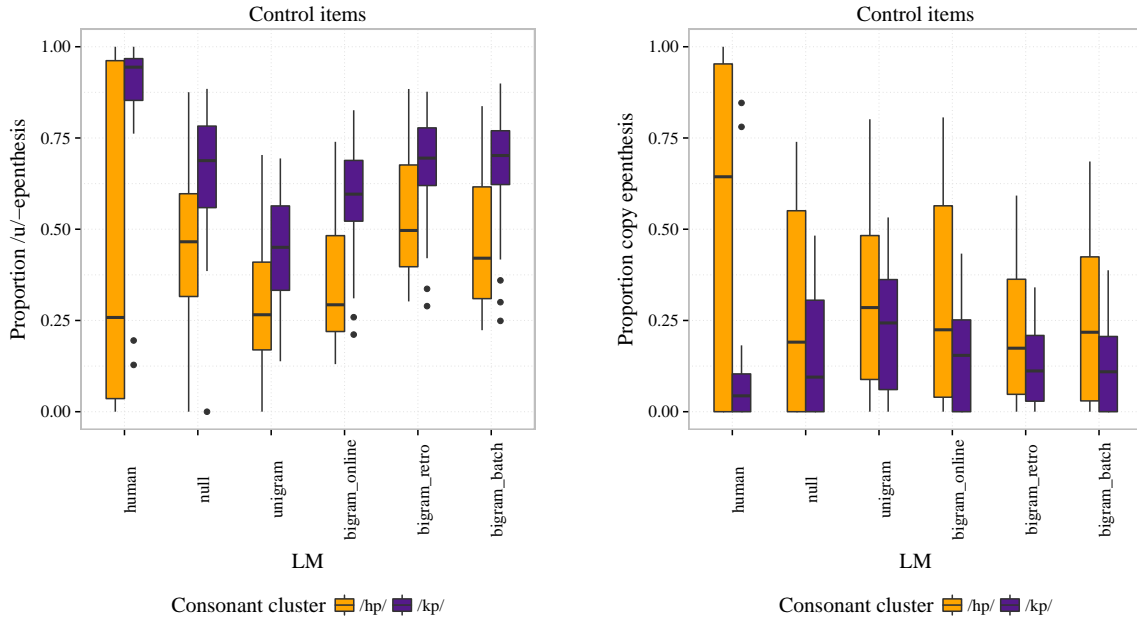 Control items
Proportion /u/−epenthesis
1.00
0.75
0.50
0.25
0.00
human
null
unigram
bigram_online
bigram_retro
bigram_batch
LM
Consonant cluster /hp/ /kp/
Control items
Proportion copy epenthesis
1.00
0.75
0.50
0.25
0.00
human
null
unigram
bigram_online
bigram_retro
bigram_batch
LM
Consonant cluster /hp/ /kp/